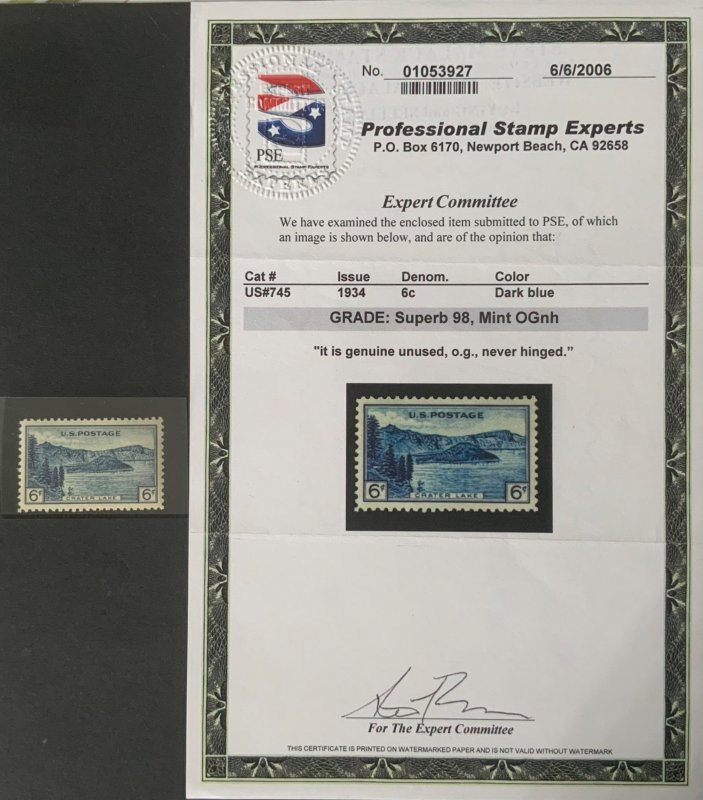 No. 01053927 6/6/2006
PSE
PROFESSIONAL STAMP EXPERTS
Professional Stamp Experts
P.O. Box 6170, Newport Beach, CA 92658
Expert Committee
We have examined the enclosed item submitted to PSE, of which
an image is shown below, and are of the opinion that:
Cat # Issue Denom. Color
US#745 1934 6c Dark blue
GRADE: Superb 98, Mint OGnh
"it is genuine unused, o.g., never hinged."
U.S. POSTAGE
6¢ 6¢
CRATER LAKE
U.S. POSTAGE
6¢ 6¢
CRATER LAKE
For The Expert Committee
THIS CERTIFICATE IS PRINTED ON WATERMARKED PAPER AND IS NOT VALID WITHOUT WATERMARK